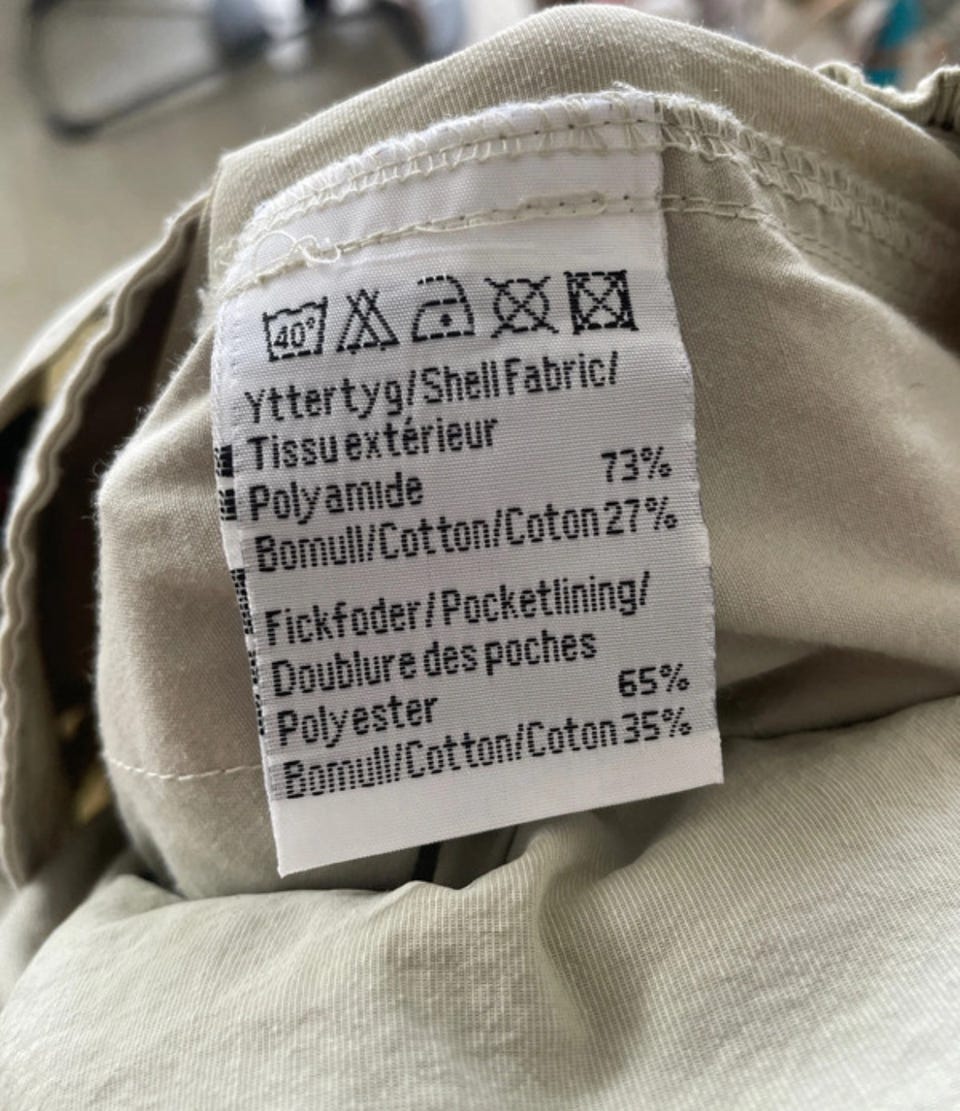 40°
Yttertyg/Shell Fabric/
Tissu extérieur
73%
Polyamide
Bomull/Cotton/Coton 27%
Fickfoder/Pocketlining/
Doublure des poches
65%
Polyester
Bomull/Cotton/Coton 35%